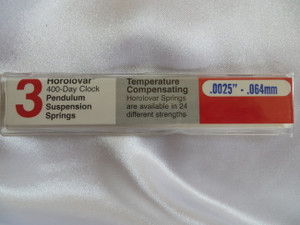 3
Horolovar
400-Day Clock
Pendulum
Suspension
Springs
Temperature
Compensating
Horolovar Springs
are available in 24
different strengths
.0025" - .064mm